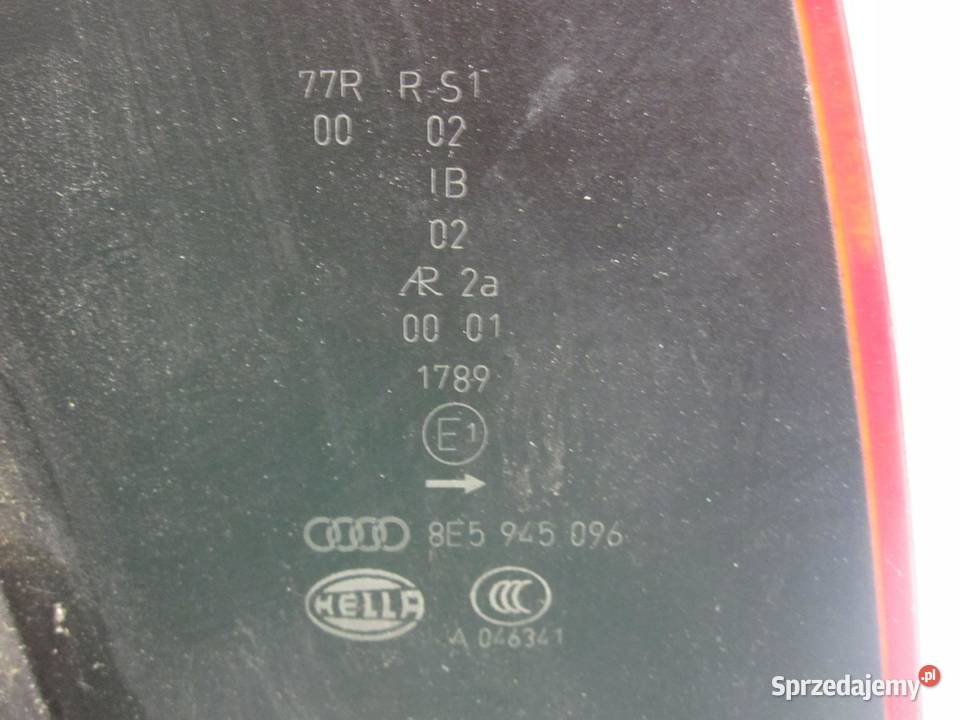 77R R-S1
00 02
IB
02
AR 2a
00 01
1789
E1
8E5 945 096
HELLA CCC
A 046341
Sprzedajemy.pl